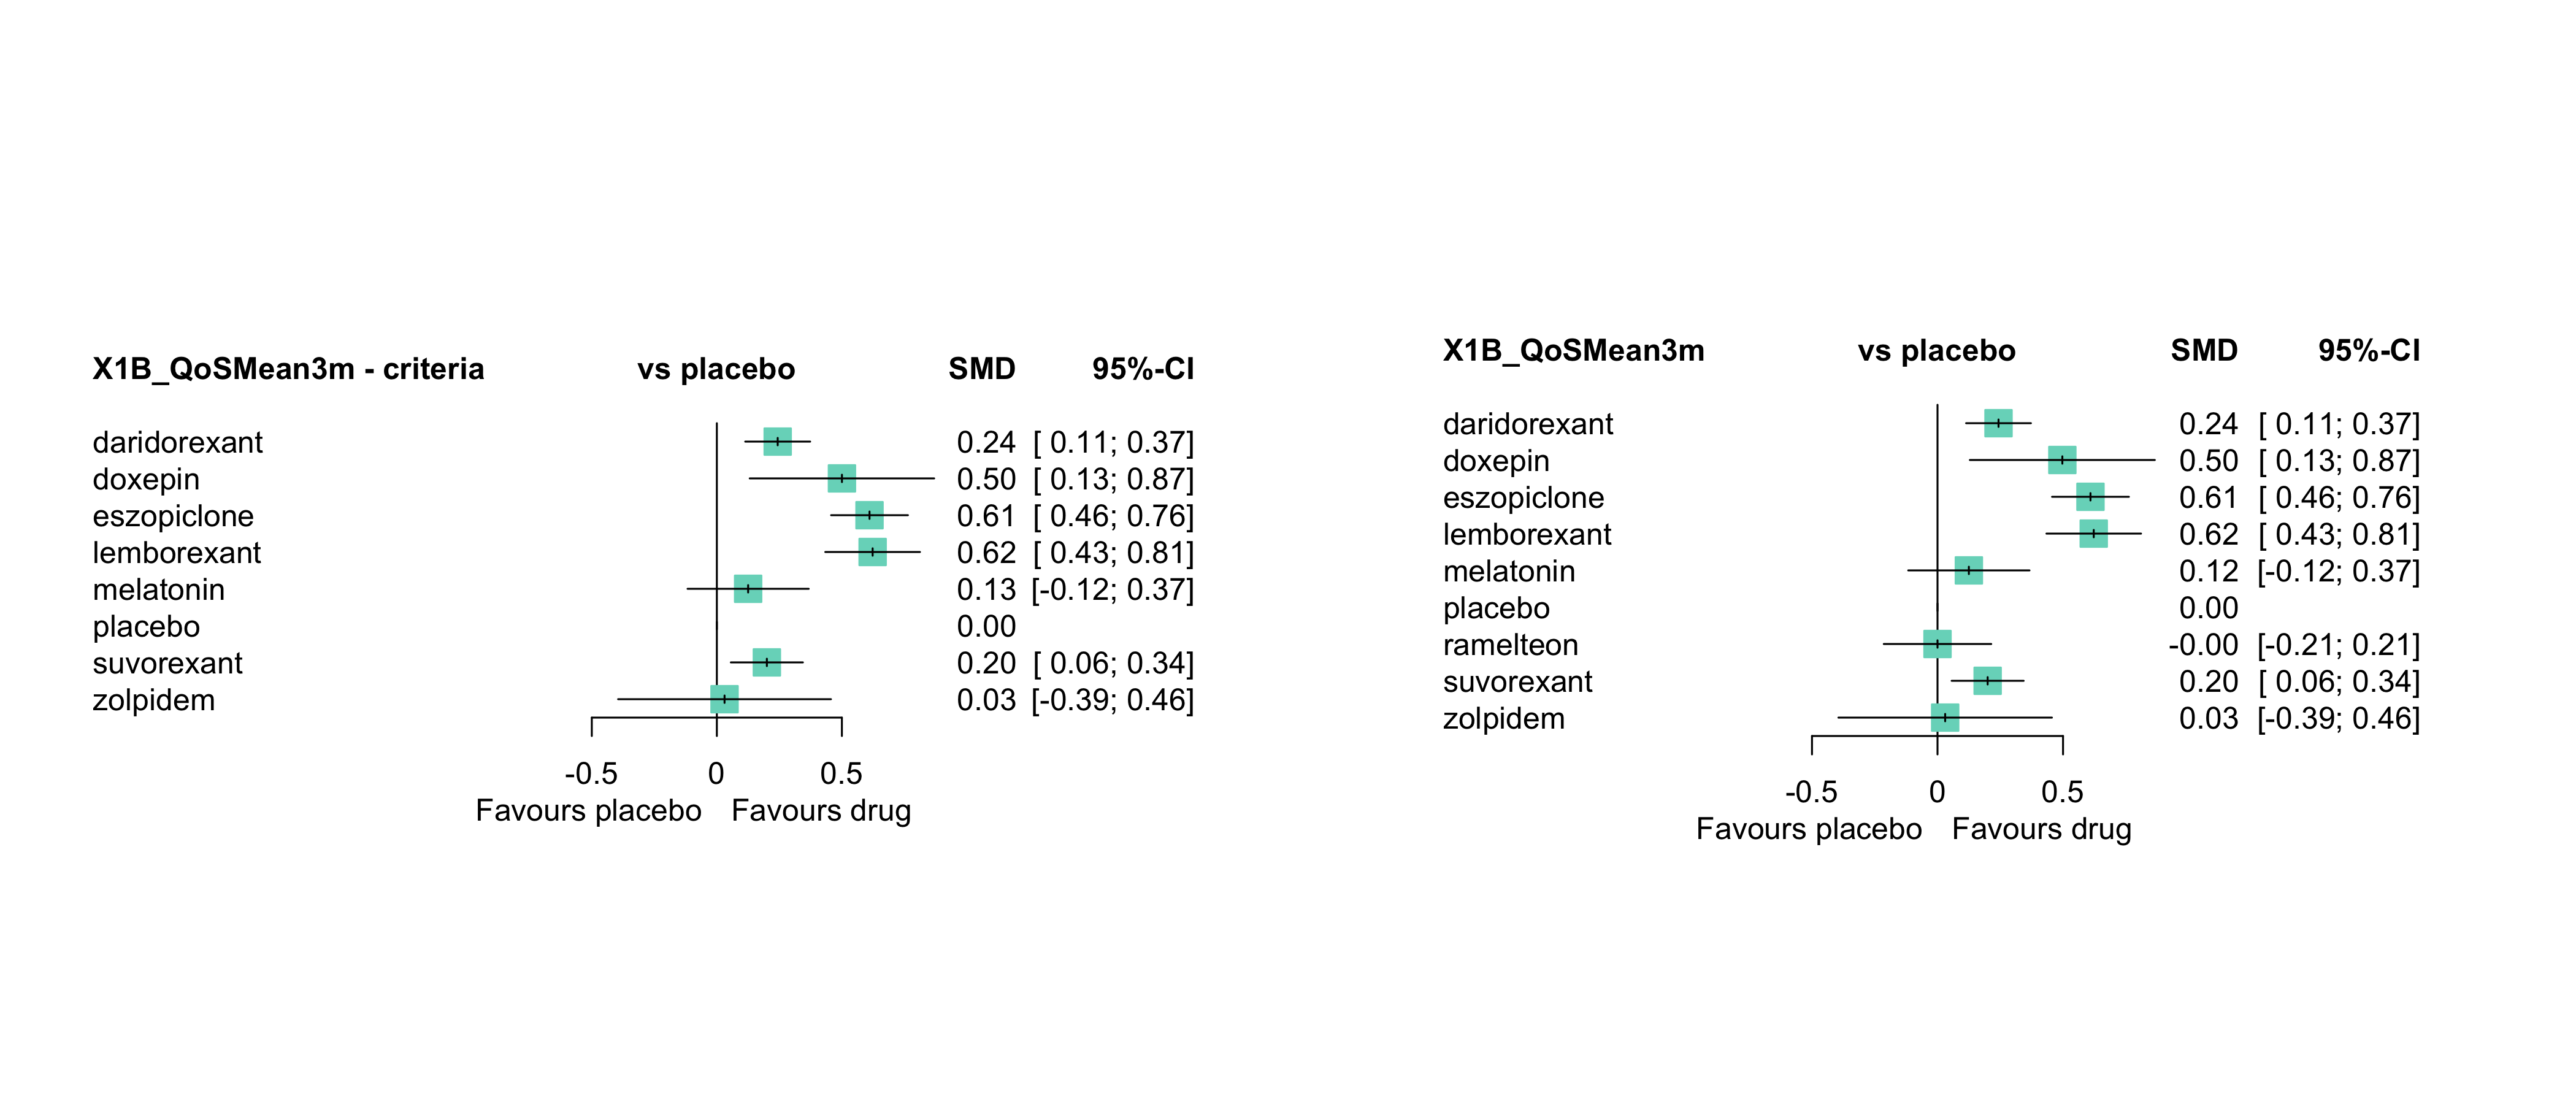 X1B_QoSMean3m - criteria vs placebo SMD 95%-CI
daridorexant 0.24 [ 0.11; 0.37]
doxepin 0.50 [ 0.13; 0.87]
eszopiclone 0.61 [ 0.46; 0.76]
lemborexant 0.62 [ 0.43; 0.81]
melatonin 0.13 [-0.12; 0.37]
placebo 0.00
suvorexant 0.20 [ 0.06; 0.34]
zolpidem 0.03 [-0.39; 0.46]
-0.5 0 0.5
Favours placebo Favours drug
X1B_QoSMean3m vs placebo SMD 95%-CI
daridorexant 0.24 [ 0.11; 0.37]
doxepin 0.50 [ 0.13; 0.87]
eszopiclone 0.61 [ 0.46; 0.76]
lemborexant 0.62 [ 0.43; 0.81]
melatonin 0.12 [-0.12; 0.37]
placebo 0.00
ramelteon -0.00 [-0.21; 0.21]
suvorexant 0.20 [ 0.06; 0.34]
zolpidem 0.03 [-0.39; 0.46]
-0.5 0 0.5
Favours placebo Favours drug